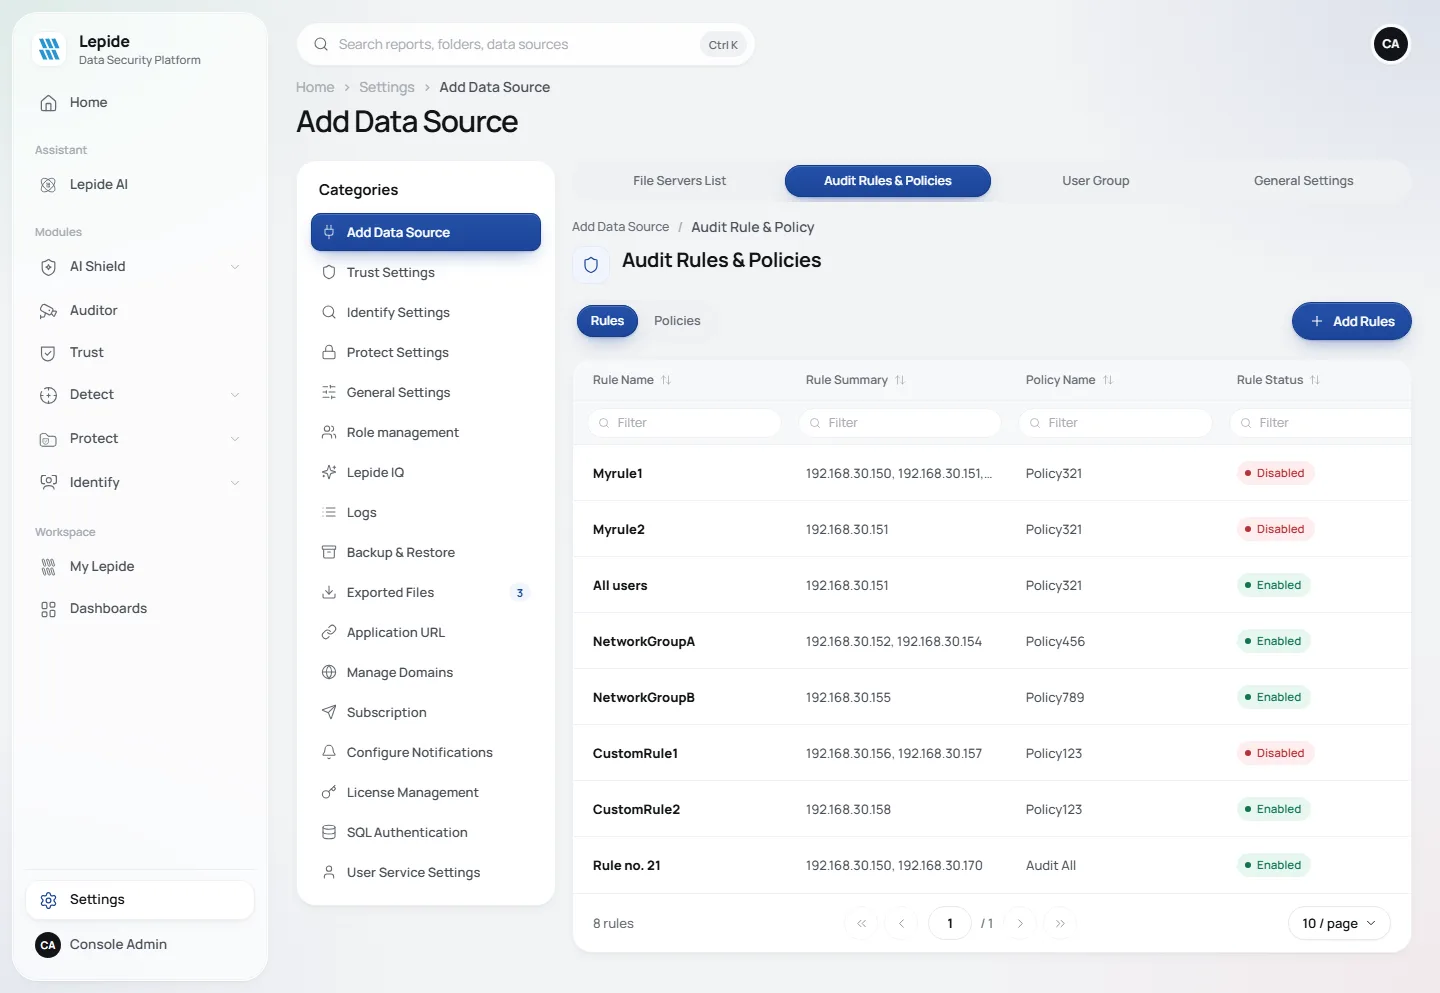 Lepide
Data Security Platform
Home
Assistant
Lepide AI
Modules
AI Shield
Auditor
Trust
Detect
Protect
Identify
Workspace
My Lepide
Dashboards
Settings
CA Console Admin
Search reports, folders, data sources Ctrl K
CA
Home > Settings > Add Data Source
Add Data Source
Categories
Add Data Source
Trust Settings
Identify Settings
Protect Settings
General Settings
Role management
Lepide IQ
Logs
Backup & Restore
Exported Files 3
Application URL
Manage Domains
Subscription
Configure Notifications
License Management
SQL Authentication
User Service Settings
File Servers List Audit Rules & Policies User Group General Settings
Add Data Source / Audit Rule & Policy
Audit Rules & Policies
Rules Policies + Add Rules
Rule Name Rule Summary Policy Name Rule Status
Filter Filter Filter Filter
Myrule1 192.168.30.150, 192.168.30.151,... Policy321 Disabled
Myrule2 192.168.30.151 Policy321 Disabled
All users 192.168.30.151 Policy321 Enabled
NetworkGroupA 192.168.30.152, 192.168.30.154 Policy456 Enabled
NetworkGroupB 192.168.30.155 Policy789 Enabled
CustomRule1 192.168.30.156, 192.168.30.157 Policy123 Disabled
CustomRule2 192.168.30.158 Policy123 Enabled
Rule no. 21 192.168.30.150, 192.168.30.170 Audit All Enabled
8 rules « < 1 / 1 > » 10 / page